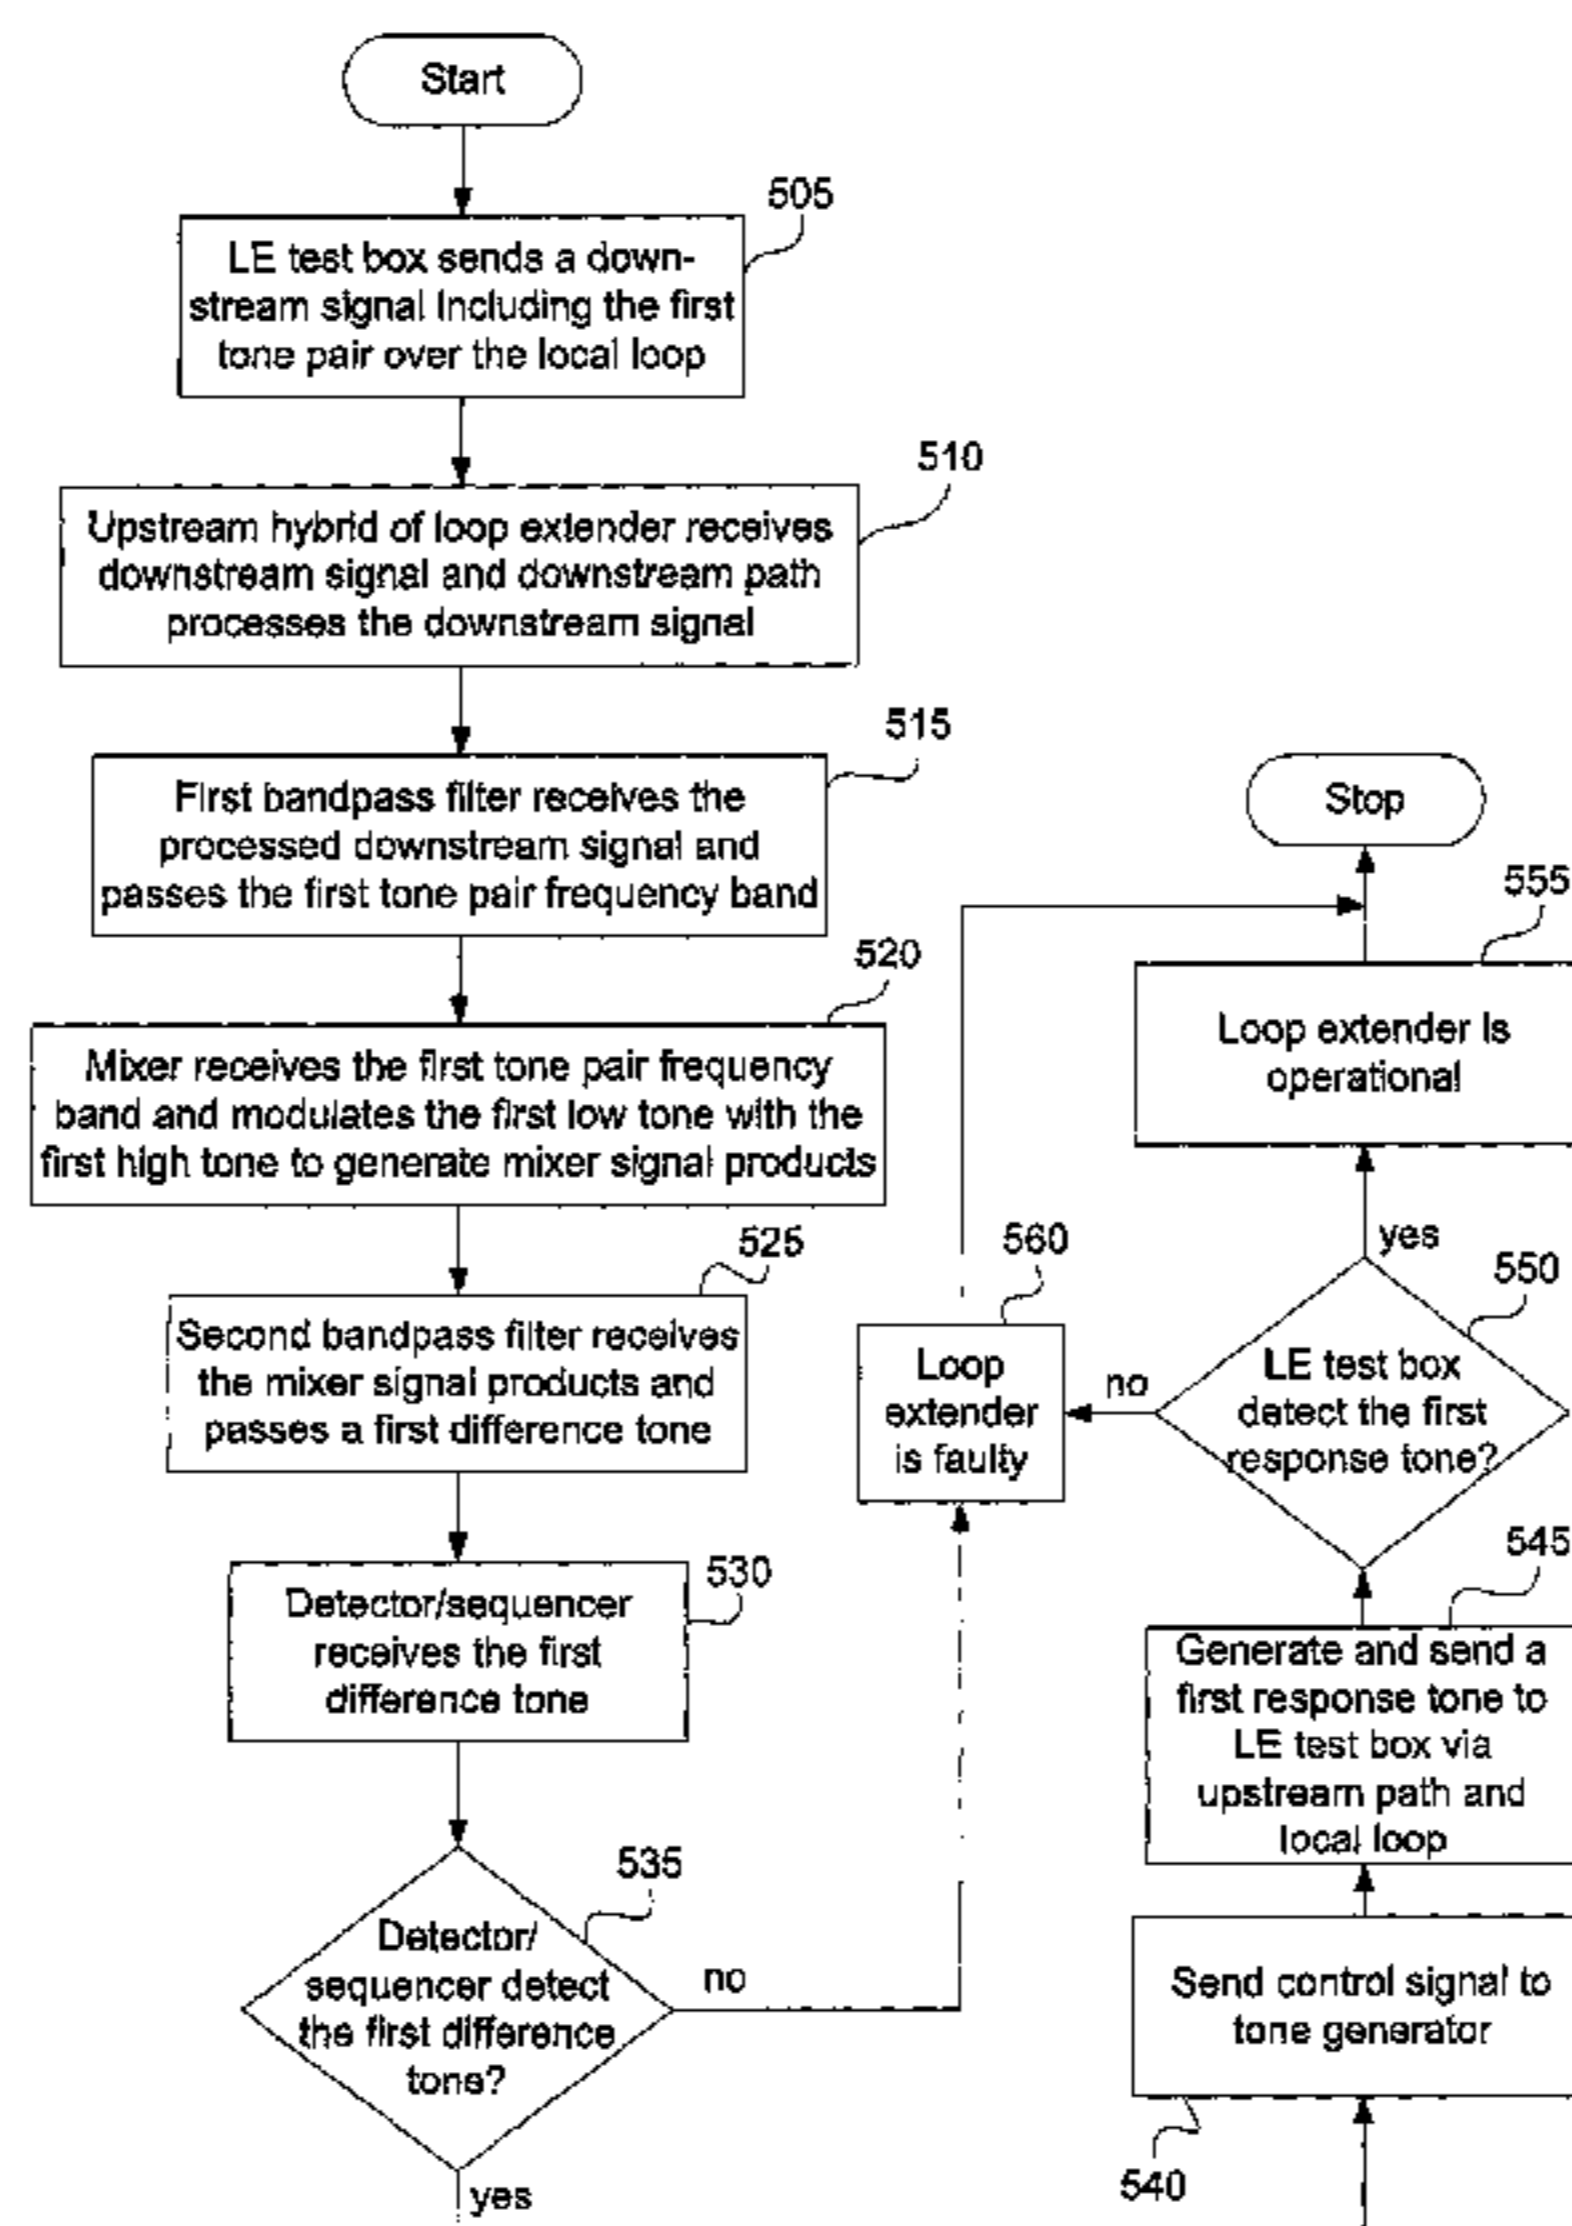 Start
505
LE test box sends a down-
stream signal including the first
tone pair over the local loop
510
Upstream hybrid of loop extender receives
downstream signal and downstream path
processes the downstream signal
515
First bandpass filter receives the
processed downstream signal and
passes the first tone pair frequency band
520
Mixer receives the first tone pair frequency
band and modulates the first low tone with the
first high tone to generate mixer signal products
525
Second bandpass filter receives
the mixer signal products and
passes a first difference tone
530
Detector/sequencer
receives the first
difference tone
535
Detector/
sequencer detect
the first difference
tone?
no
yes
540
Send control signal to
tone generator
545
Generate and send a
first response tone to
LE test box via
upstream path and
local loop
550
LE test box
detect the first
response tone?
no
yes
560
Loop
extender
is faulty
555
Loop extender is
operational
Stop